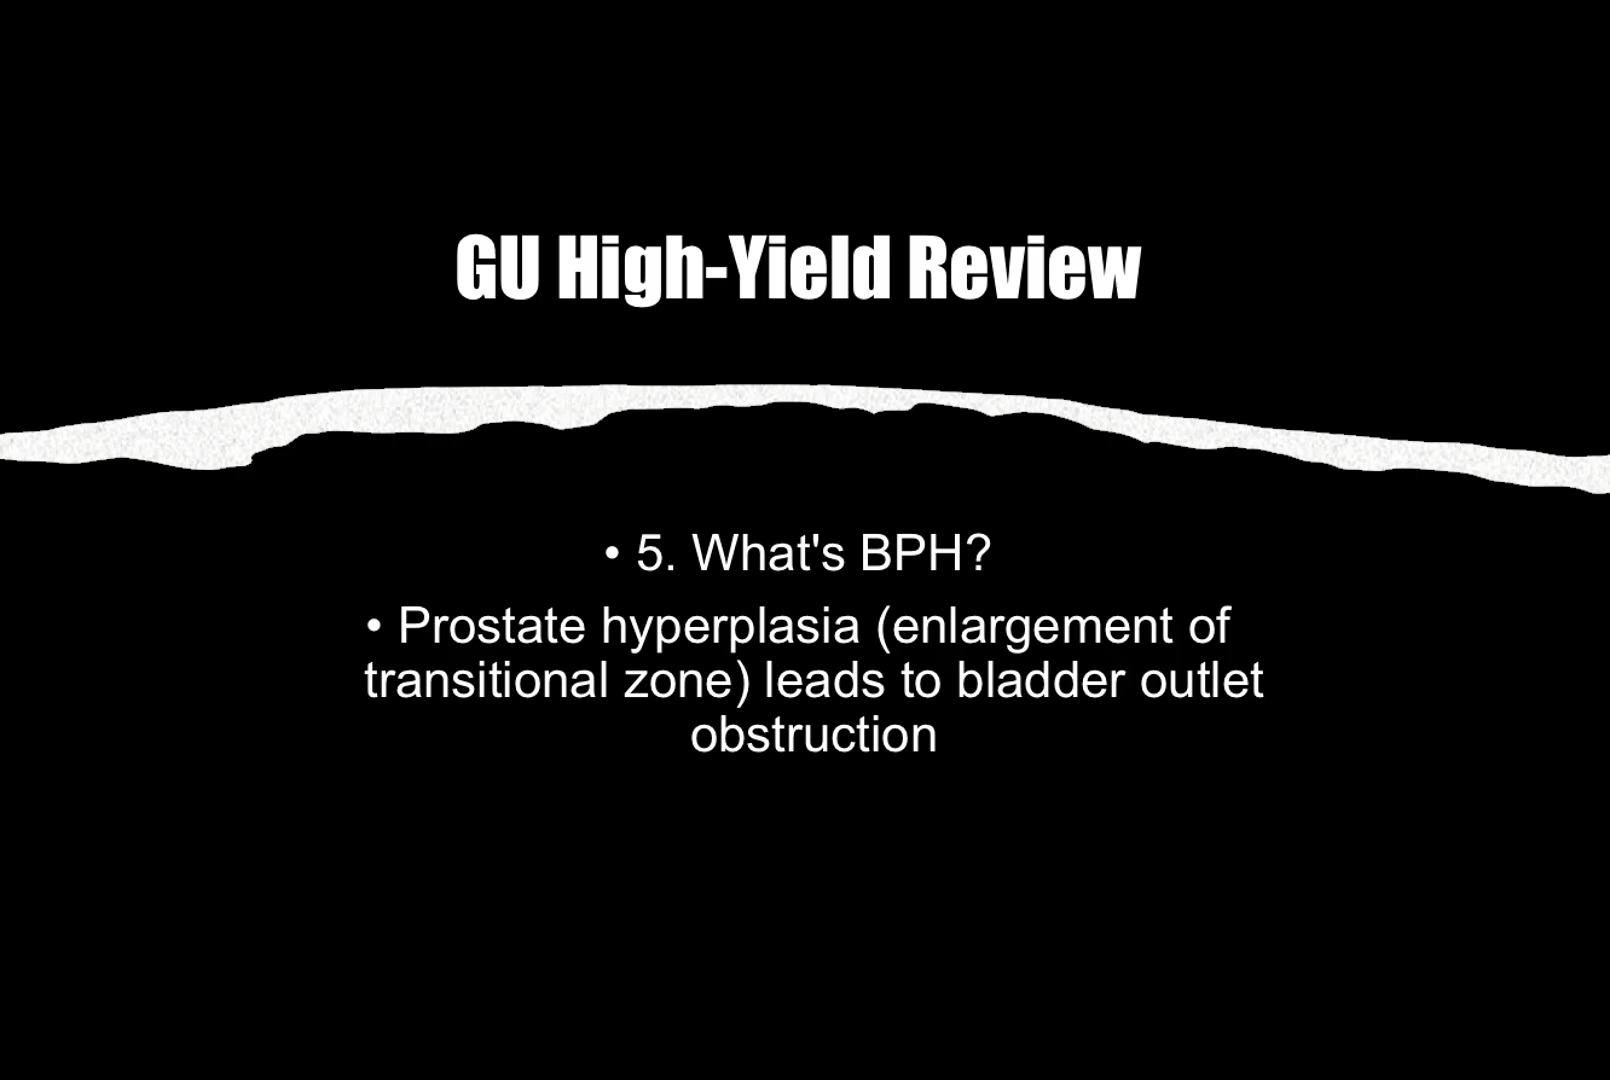 GU High-Yield Review
• 5. What's BPH?
• Prostate hyperplasia (enlargement of
transitional zone) leads to bladder outlet
obstruction